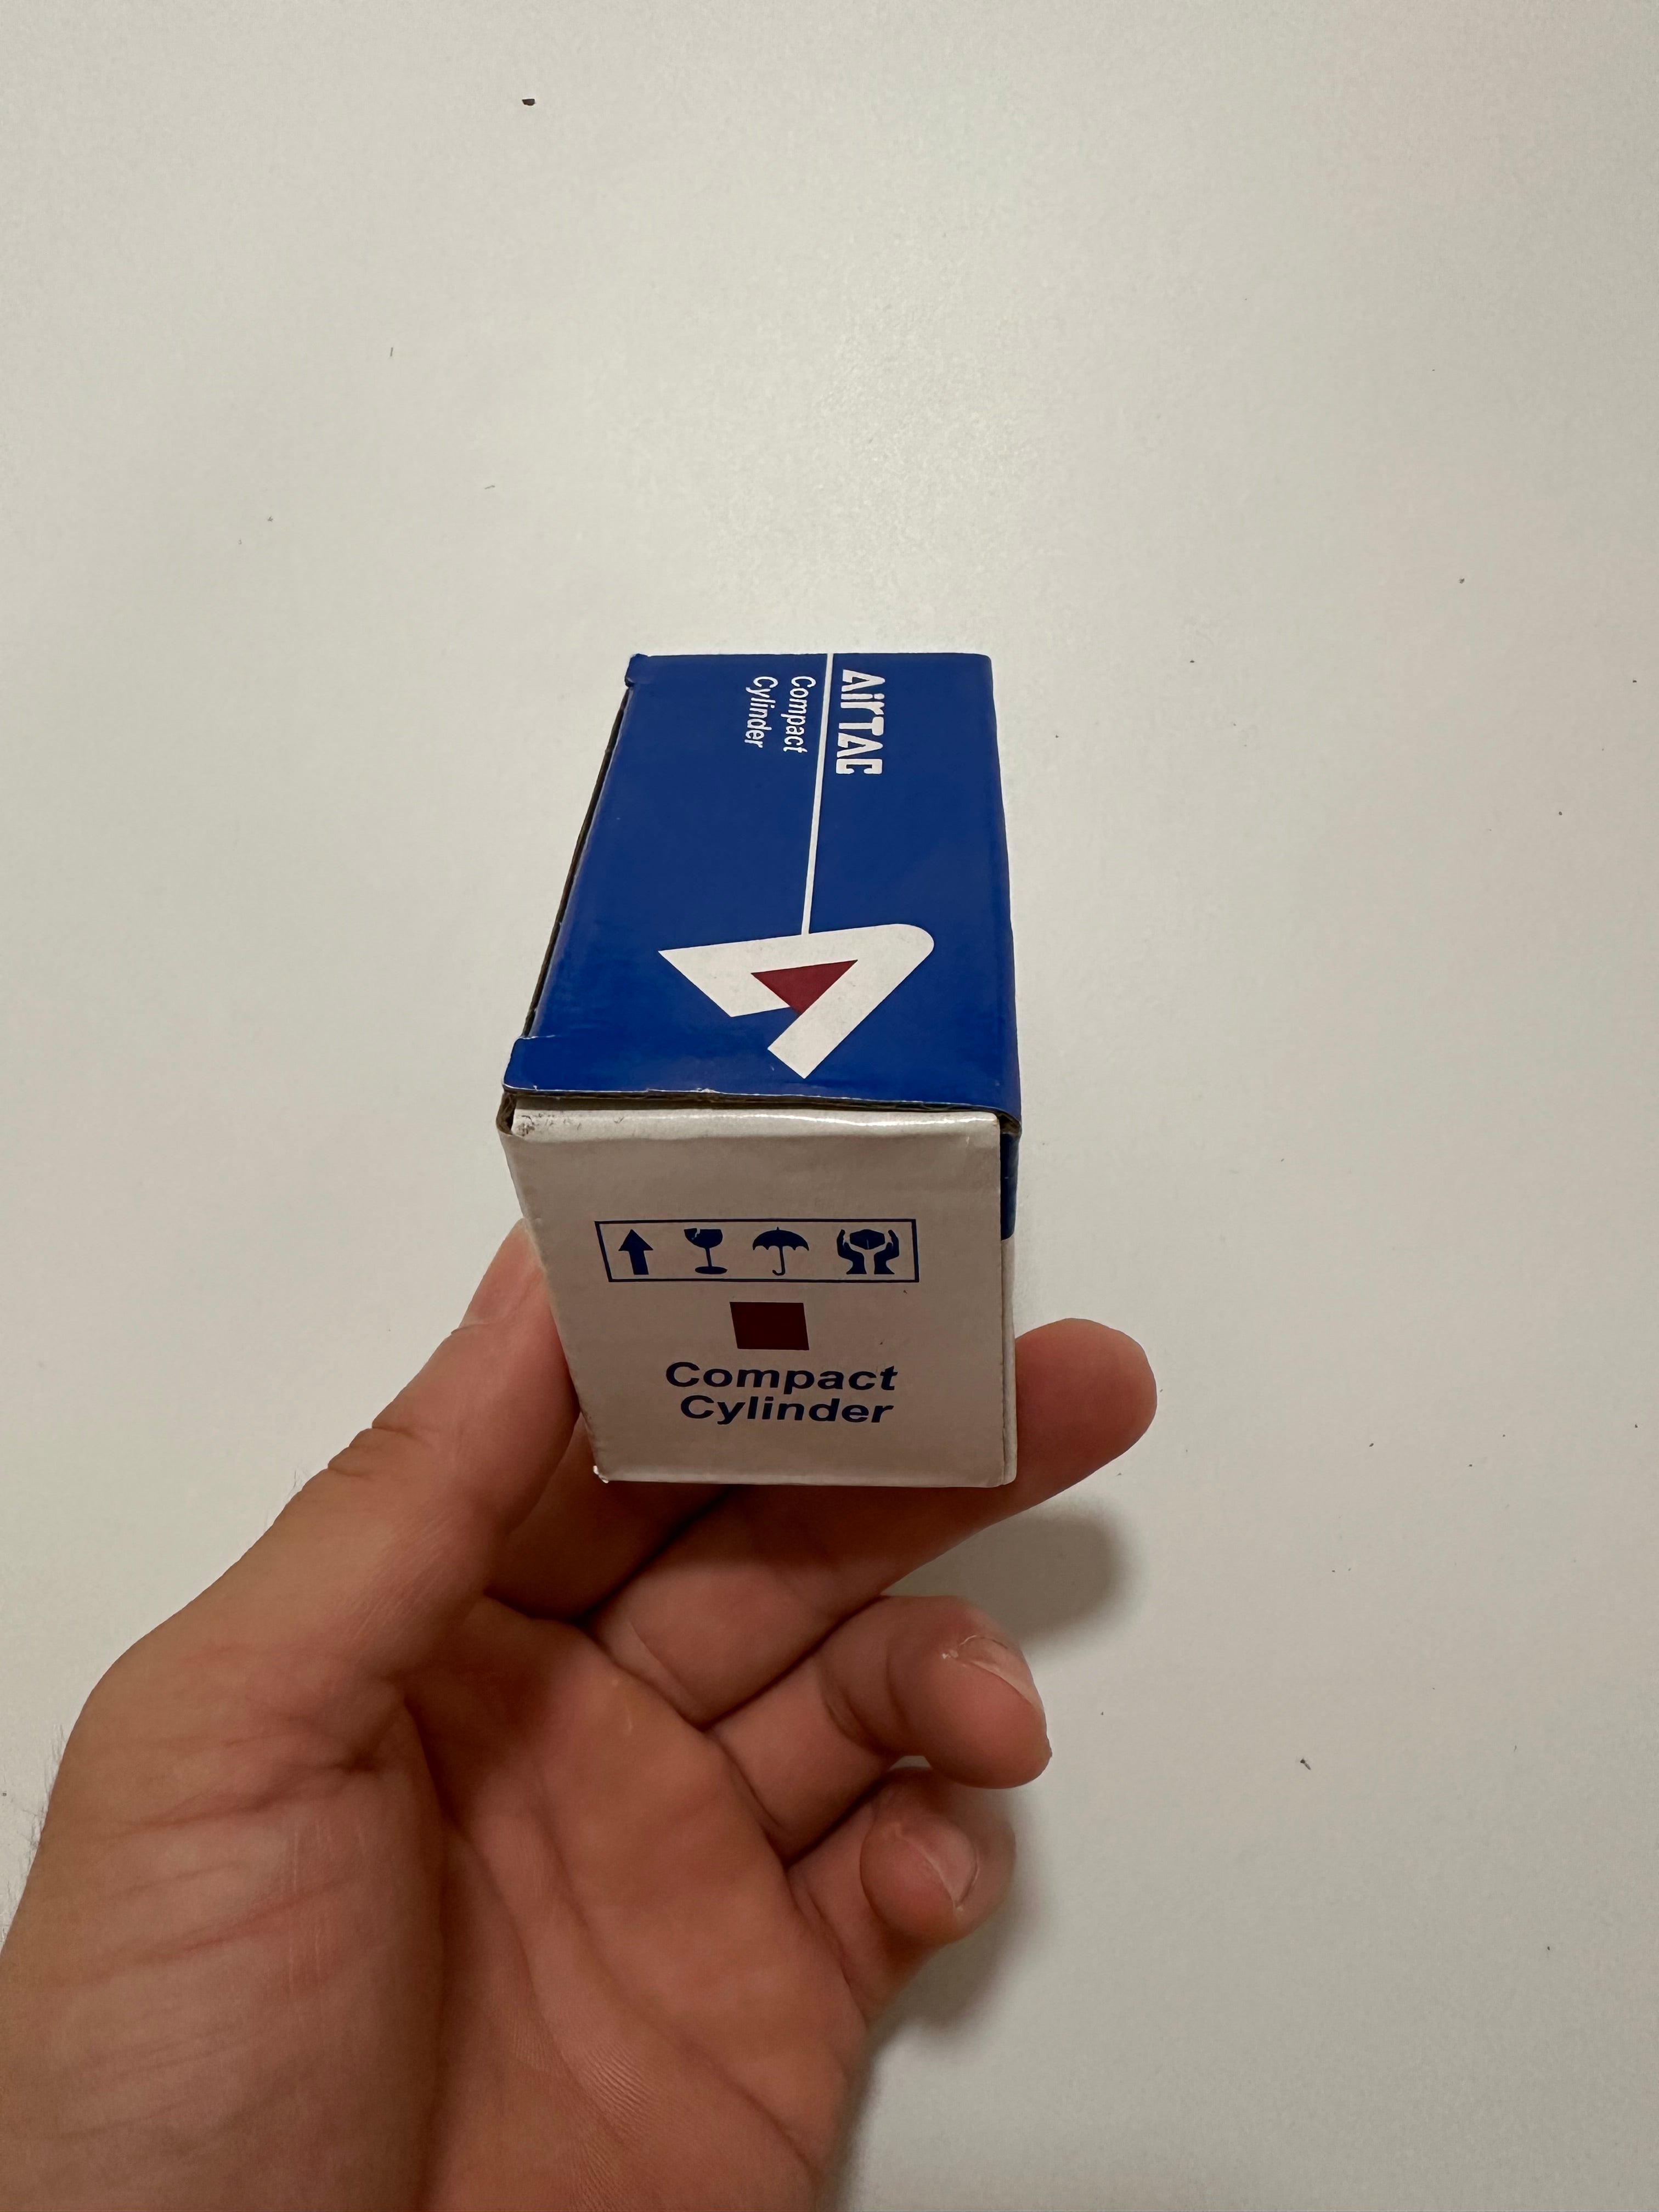 AirTAC
Compact
Cylinder
Compact
Cylinder